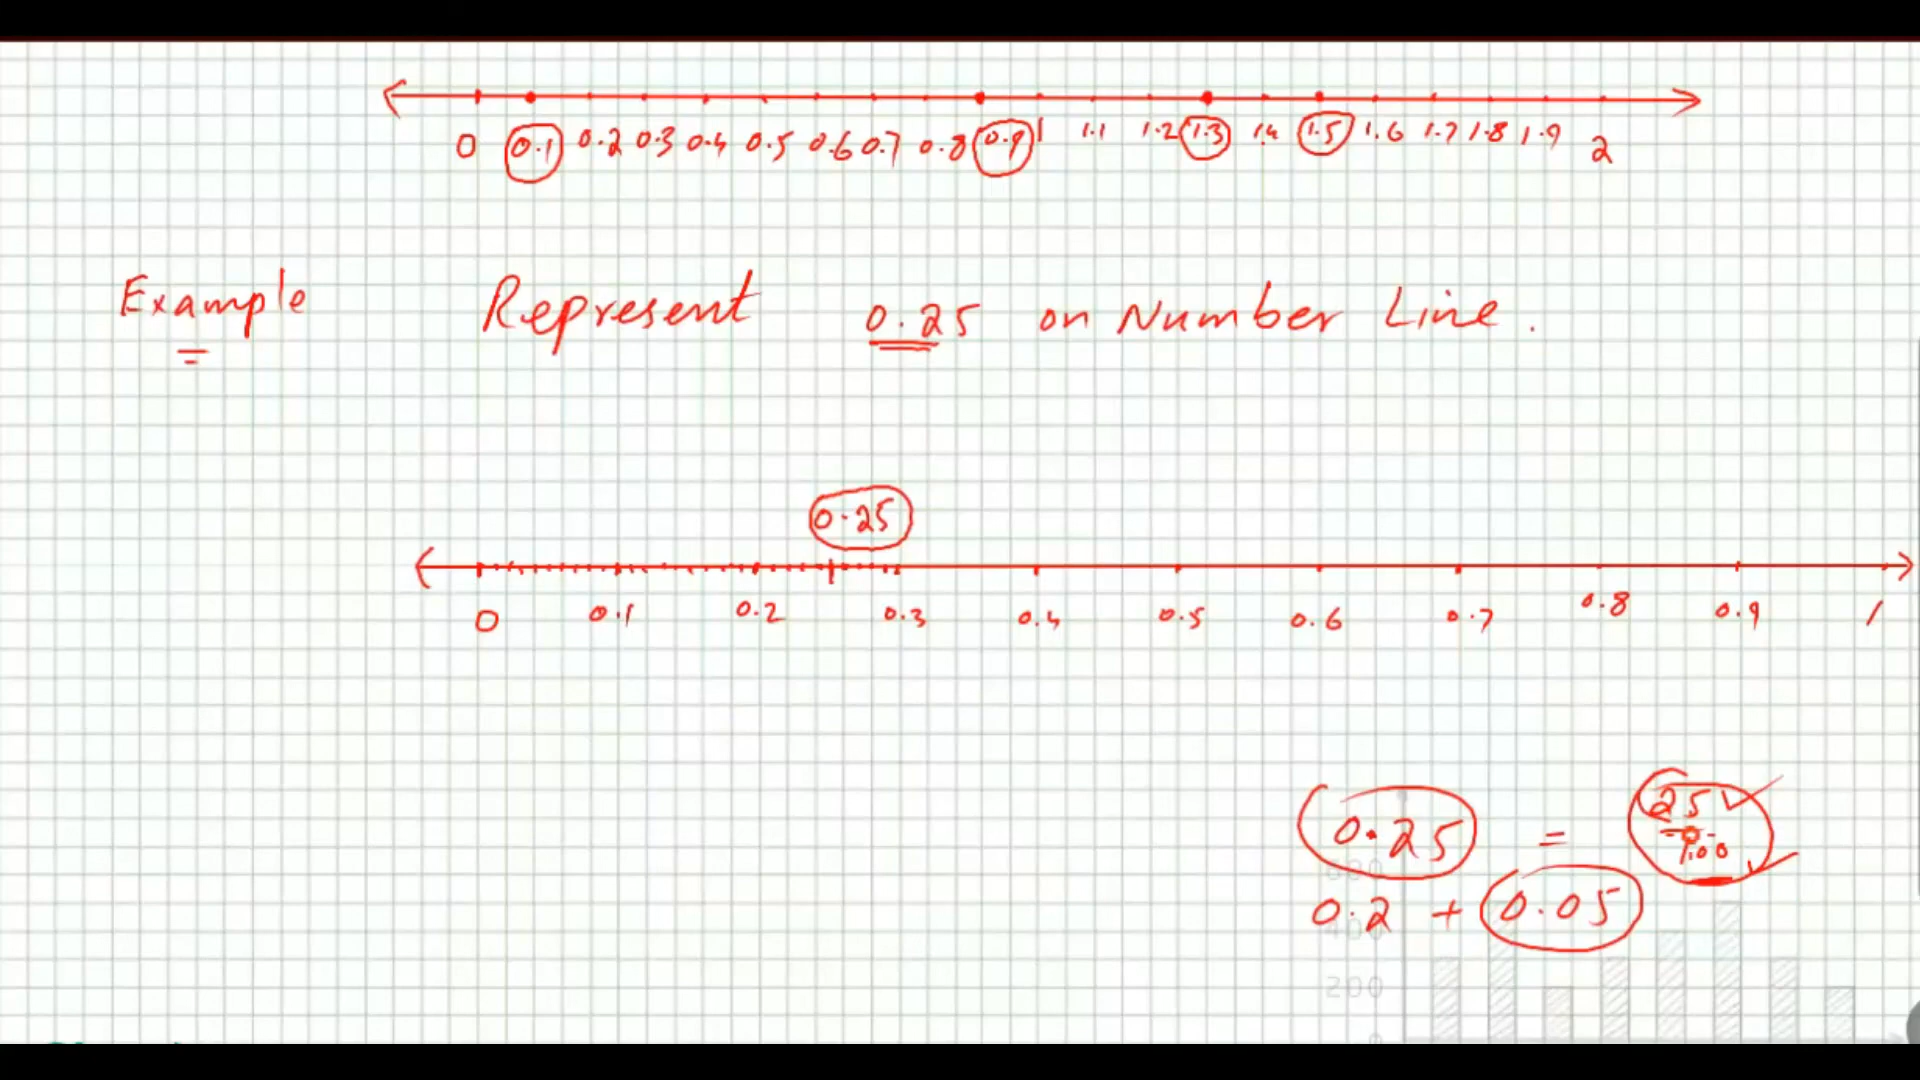 0 0.1 0.2 0.3 0.4 0.5 0.6 0.7 0.8 0.9 1 1.1 1.2 1.3 1.4 1.5 1.6 1.7 1.8 1.9 2
Example Represent 0.25 on Number Line.
0.25
0 0.1 0.2 0.3 0.4 0.5 0.6 0.7 0.8 0.9 1
0.25 = 25
100
0.2 + 0.05
600
400
200
0